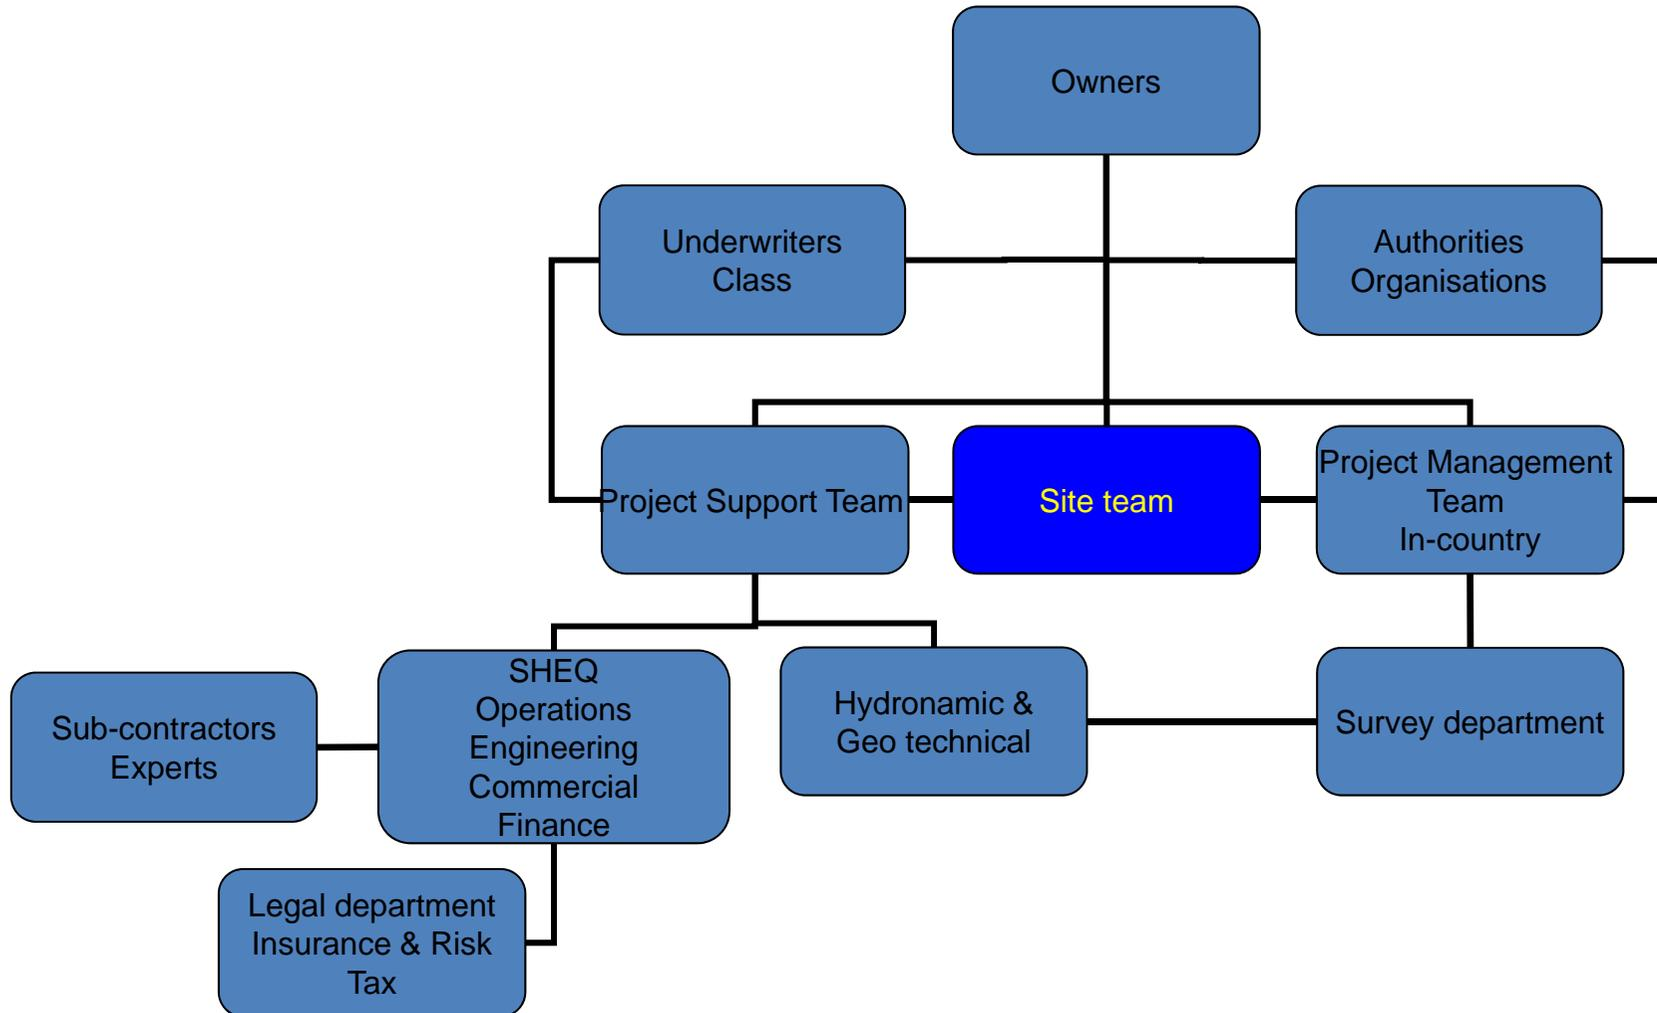 Owners
Underwriters
Class
Authorities
Organisations
Project Support Team
Site team
Project Management
Team
In-country
Sub-contractors
Experts
SHEQ
Operations
Engineering
Commercial
Finance
Hydronamic &
Geo technical
Survey department
Legal department
Insurance & Risk
Tax